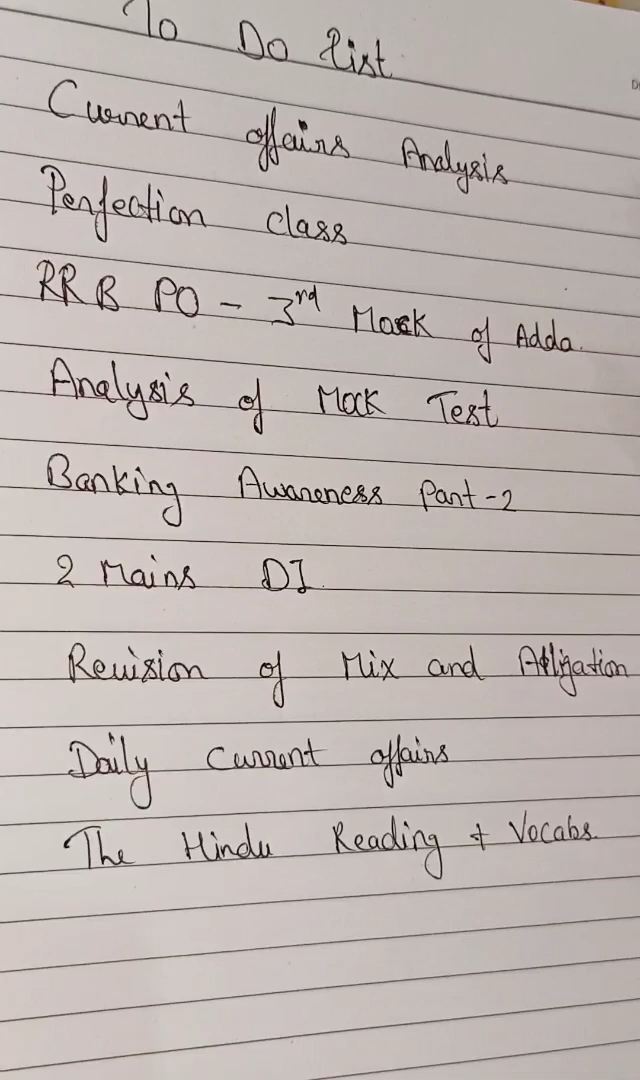 To Do List
Current affairs Analysis
Perfection class
RRB PO - 3rd Mock of Adda.
Analysis of Mock Test
Banking Awareness Part-2
2 Mains DI
Revision of Mix and Alligation
Daily Current affairs
The Hindu Reading + Vocabs.